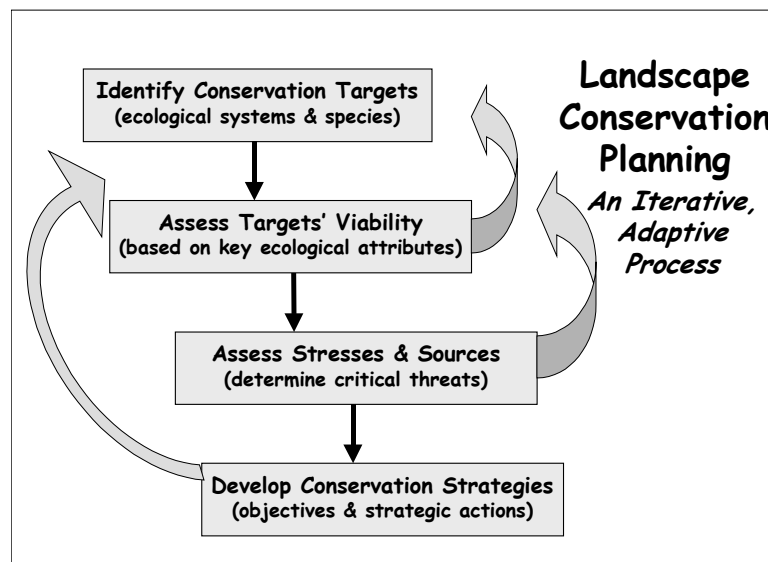 Identify Conservation Targets
(ecological systems & species)
Landscape
Conservation
Planning
An Iterative,
Adaptive
Process
Assess Targets’ Viability
(based on key ecological attributes)
Assess Stresses & Sources
(determine critical threats)
Develop Conservation Strategies
(objectives & strategic actions)